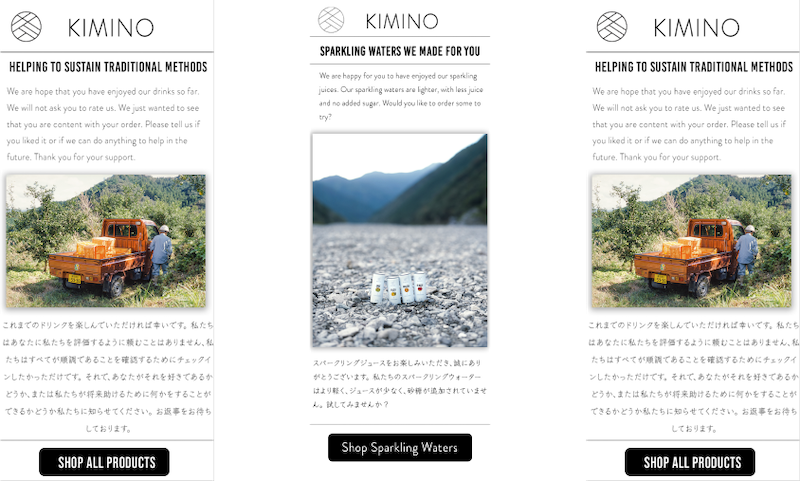 KIMINO
HELPING TO SUSTAIN TRADITIONAL METHODS
We are hope that you have enjoyed our drinks so far.
We will not ask you to rate us. We just wanted to see
that you are content with your order. Please tell us if
you liked it or if we can do anything to help in the
future. Thank you for your support.
これまでのドリンクを楽しんでいただければ幸いです。私たち
はあなたに私たちを評価するように頼むことはありません、私
たちはすべてが順調であることを確認するためにチェックイ
ンしたかっただけです。それで、あなたがそれを好きであるか
どうか、または私たちが将来助けるために何かをすることが
できるかどうか私たちに知らせてください。お返事をお待ち
しております。
SHOP ALL PRODUCTS
KIMINO
SPARKLING WATERS WE MADE FOR YOU
We are happy for you to have enjoyed our sparkling
juices. Our sparkling waters are lighter, with less juice
and no added sugar. Would you like to order some to
try?
スパークリングジュースをお楽しみいただき、誠にあり
がとうございます。私たちのスパークリングウォーター
はより軽く、ジュースが少なく、砂糖が追加されていませ
ん。試してみませんか？
Shop Sparkling Waters
KIMINO
HELPING TO SUSTAIN TRADITIONAL METHODS
We are hope that you have enjoyed our drinks so far.
We will not ask you to rate us. We just wanted to see
that you are content with your order. Please tell us if
you liked it or if we can do anything to help in the
future. Thank you for your support.
これまでのドリンクを楽しんでいただければ幸いです。私たち
はあなたに私たちを評価するように頼むことはありません、私
たちはすべてが順調であることを確認するためにチェックイ
ンしたかっただけです。それで、あなたがそれを好きであるか
どうか、または私たちが将来助けるために何かをすることが
できるかどうか私たちに知らせてください。お返事をお待ち
しております。
SHOP ALL PRODUCTS